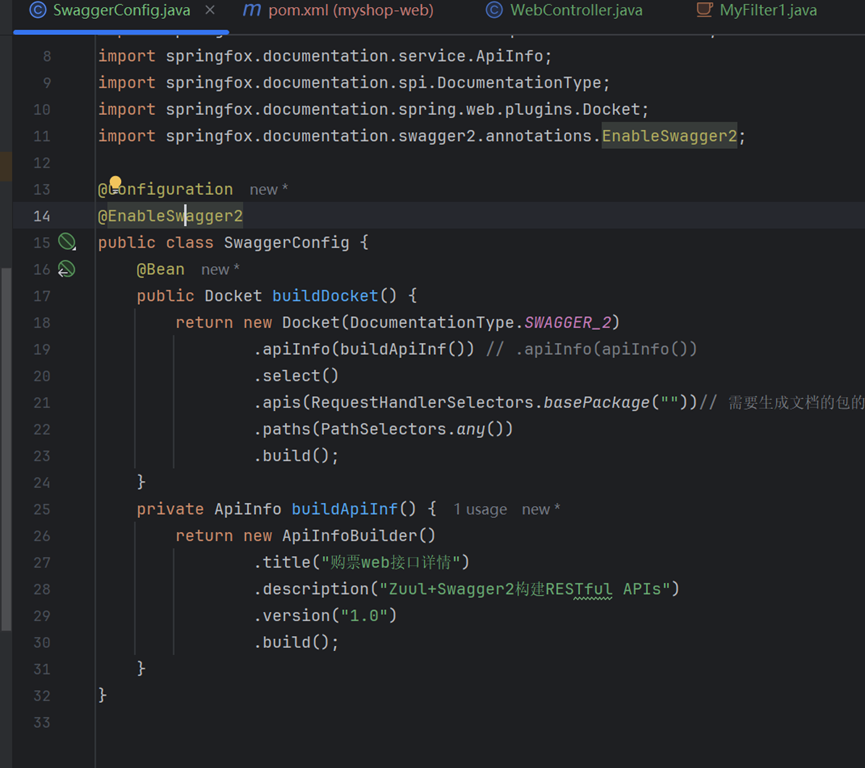 SwaggerConfig.java pom.xml (myshop-web) WebController.java MyFilter1.java
8 import springfox.documentation.service.ApiInfo;
9 import springfox.documentation.spi.DocumentationType;
10 import springfox.documentation.spring.web.plugins.Docket;
11 import springfox.documentation.swagger2.annotations.EnableSwagger2;
12
13 @Configuration new *
14 @EnableSwagger2
15 public class SwaggerConfig {
16 @Bean new *
17 public Docket buildDocket() {
18 return new Docket(DocumentationType.SWAGGER_2)
19 .apiInfo(buildApiInf()) // .apiInfo(apiInfo())
20 .select()
21 .apis(RequestHandlerSelectors.basePackage(""))// 需要生成文档的包的
22 .paths(PathSelectors.any())
23 .build();
24 }
25 private ApiInfo buildApiInf() { 1 usage new *
26 return new ApiInfoBuilder()
27 .title("购票web接口详情")
28 .description("Zuul+Swagger2构建RESTful APIs")
29 .version("1.0")
30 .build();
31 }
32 }
33